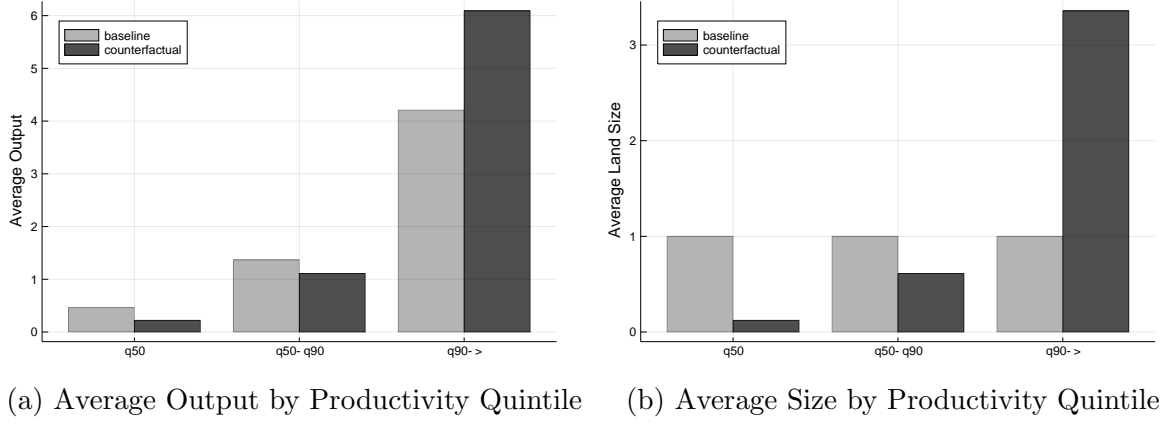 6
5
4
3
2
1
0
Average Output
baseline
counterfactual
q50
q50- q90
q90- >
(a) Average Output by Productivity Quintile
3
2
1
0
Average Land Size
baseline
counterfactual
q50
q50- q90
q90- >
(b) Average Size by Productivity Quintile